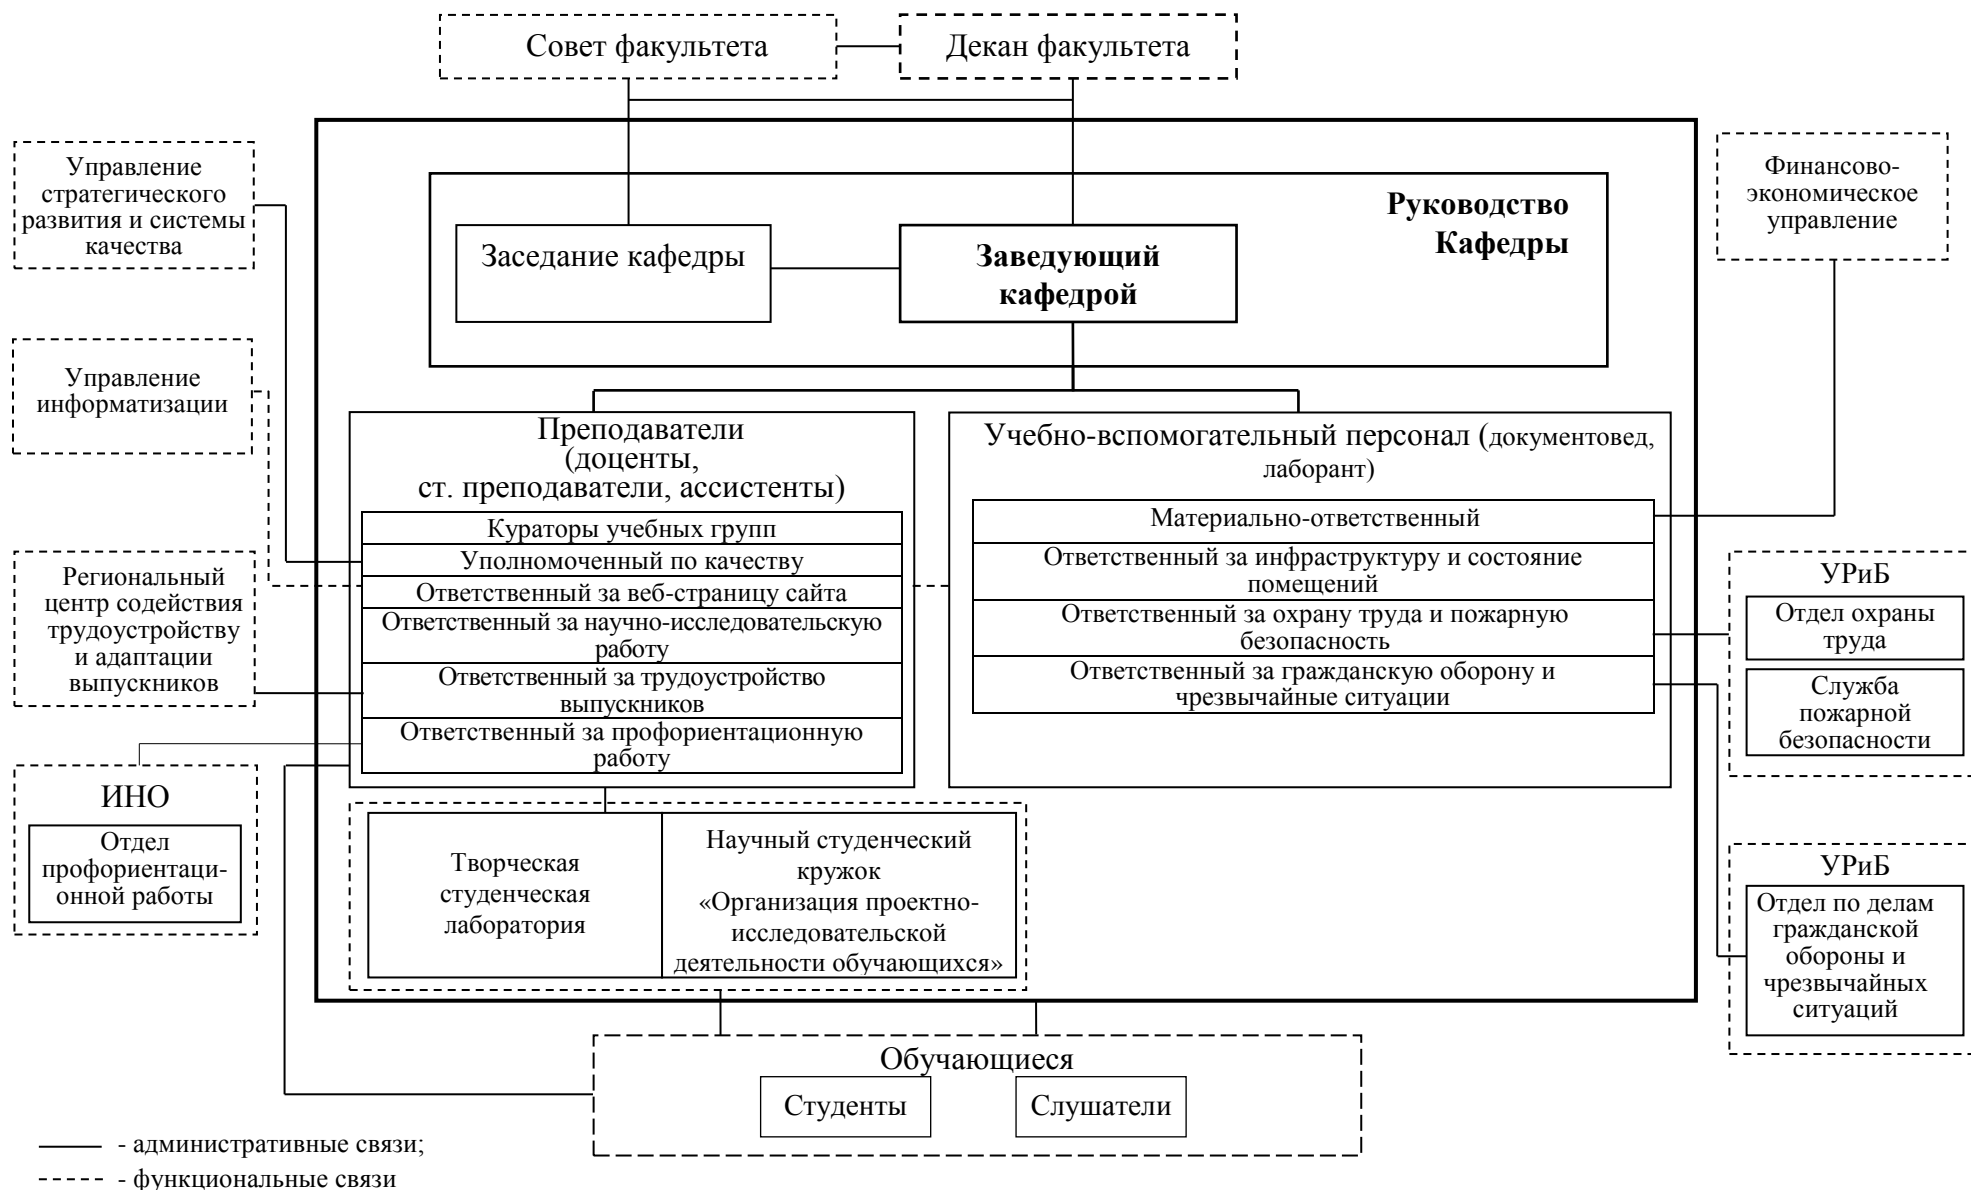 Совет факультета
Декан факультета
Управление
стратегического
развития и системы
качества
Финансово-
экономическое
управление
Руководство
Кафедры
Заседание кафедры
Заведующий
кафедрой
Управление
информатизации
Преподаватели
(доценты,
ст. преподаватели, ассистенты)
Кураторы учебных групп
Уполномоченный по качеству
Ответственный за веб-страницу сайта
Ответственный за научно-исследовательскую
работу
Ответственный за трудоустройство
выпускников
Ответственный за профориентационную
работу
Учебно-вспомогательный персонал (документовед,
лаборант)
Материально-ответственный
Ответственный за инфраструктуру и состояние
помещений
Ответственный за охрану труда и пожарную
безопасность
Ответственный за гражданскую оборону и
чрезвычайные ситуации
Региональный
центр содействия
трудоустройству
и адаптации
выпускников
УРиБ
Отдел охраны
труда
Служба
пожарной
безопасности
ИНО
Отдел
профориентаци-
онной работы
Творческая
студенческая
лаборатория
Научный студенческий
кружок
«Организация проектно-
исследовательской
деятельности обучающихся»
УРиБ
Отдел по делам
гражданской
обороны и
чрезвычайных
ситуаций
Обучающиеся
Студенты
Слушатели
- административные связи;
- функциональные связи